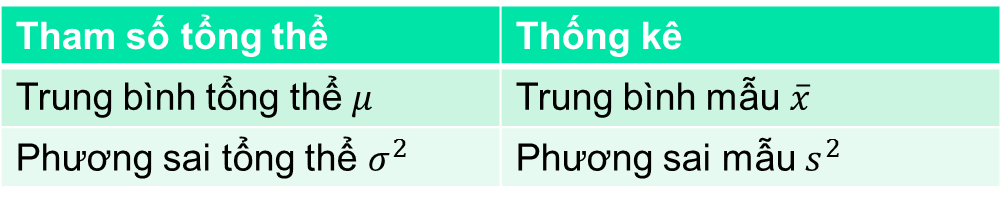 Tham số tổng thể Thống kê
Trung bình tổng thể μ Trung bình mẫu x̄
Phương sai tổng thể σ² Phương sai mẫu s²